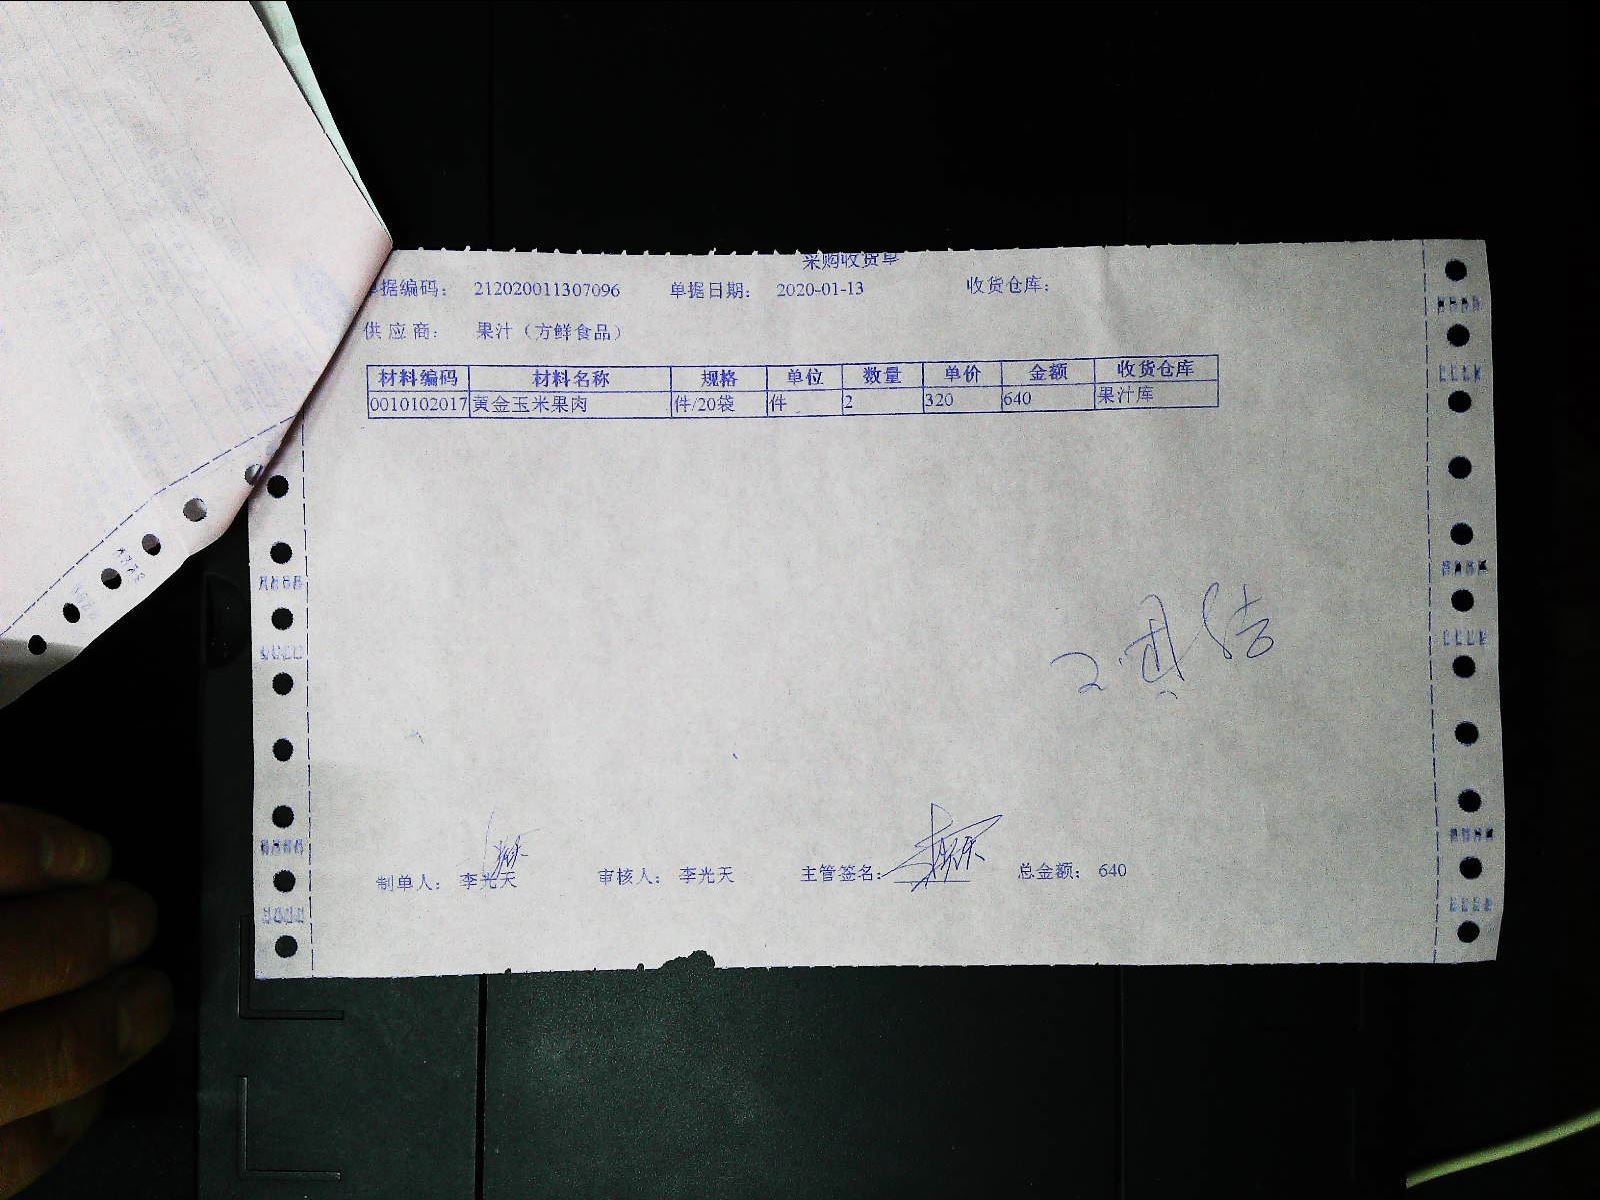 采购收货单
单据编码： 212020011307096 单据日期： 2020-01-13 收货仓库：
供应商： 果汁（方鲜食品）
材料编码 材料名称 规格 单位 数量 单价 金额 收货仓库
0010102017 黄金玉米果肉 件/20袋 件 2 320 640 果汁库
制单人： 李光天 审核人： 李光天 主管签名： 总金额： 640